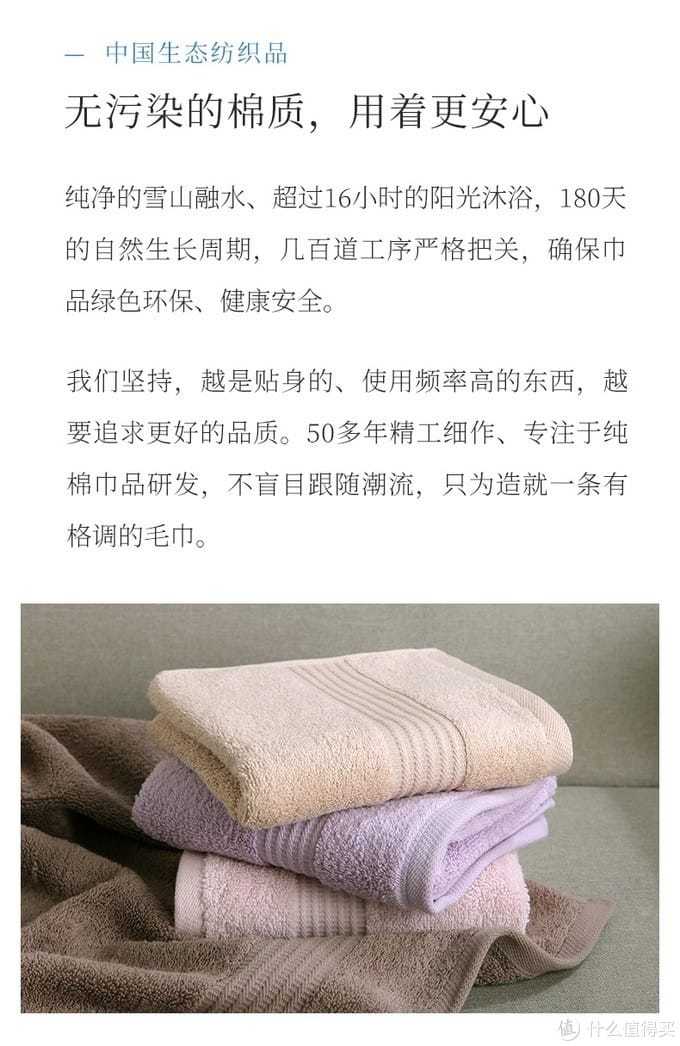 — 中国生态纺织品
无污染的棉质，用着更安心
纯净的雪山融水、超过16小时的阳光沐浴，180天
的自然生长周期，几百道工序严格把关，确保巾
品绿色环保、健康安全。
我们坚持，越是贴身的、使用频率高的东西，越
要追求更好的品质。50多年精工细作、专注于纯
棉巾品研发，不盲目跟随潮流，只为造就一条有
格调的毛巾。
值 什么值得买